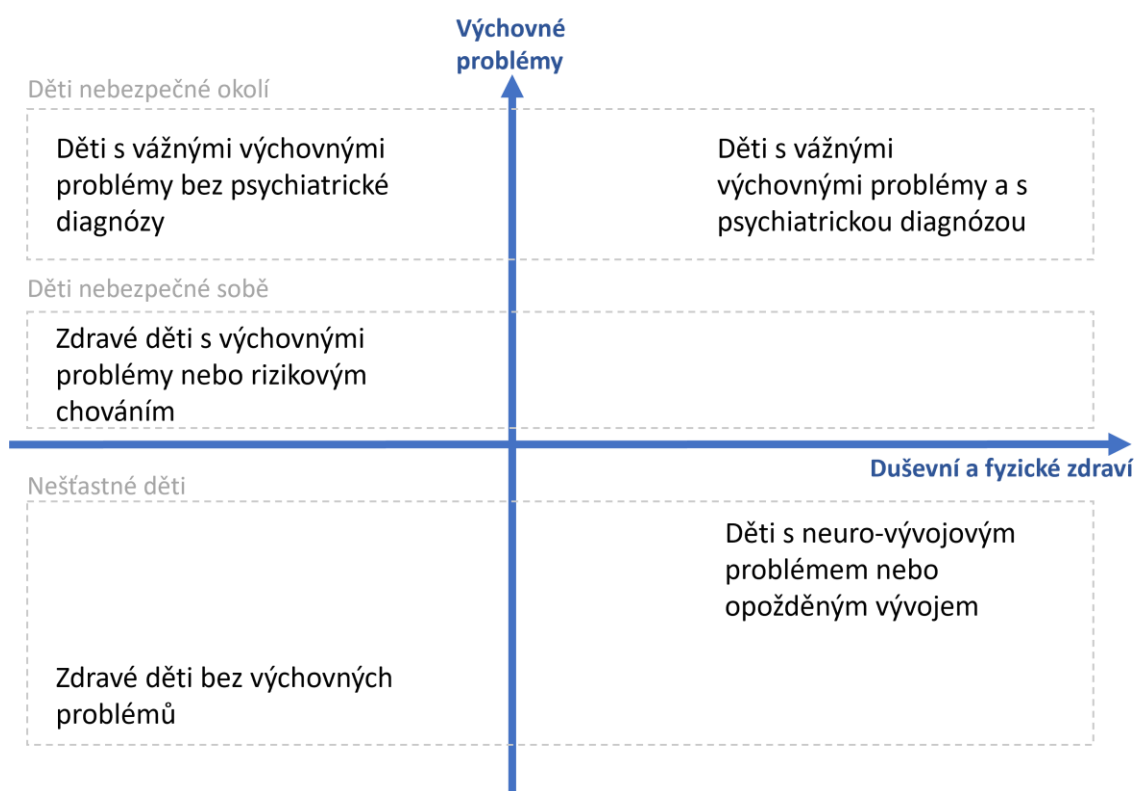 Výchovné
problémy
Děti nebezpečné okolí
Děti s vážnými výchovnými
problémy bez psychiatrické
diagnózy
Děti s vážnými
výchovnými problémy a s
psychiatrickou diagnózou
Děti nebezpečné sobě
Zdravé děti s výchovnými
problémy nebo rizikovým
chováním
Duševní a fyzické zdraví
Nešťastné děti
Děti s neuro-vývojovým
problémem nebo
opožděným vývojem
Zdravé děti bez výchovných
problémů